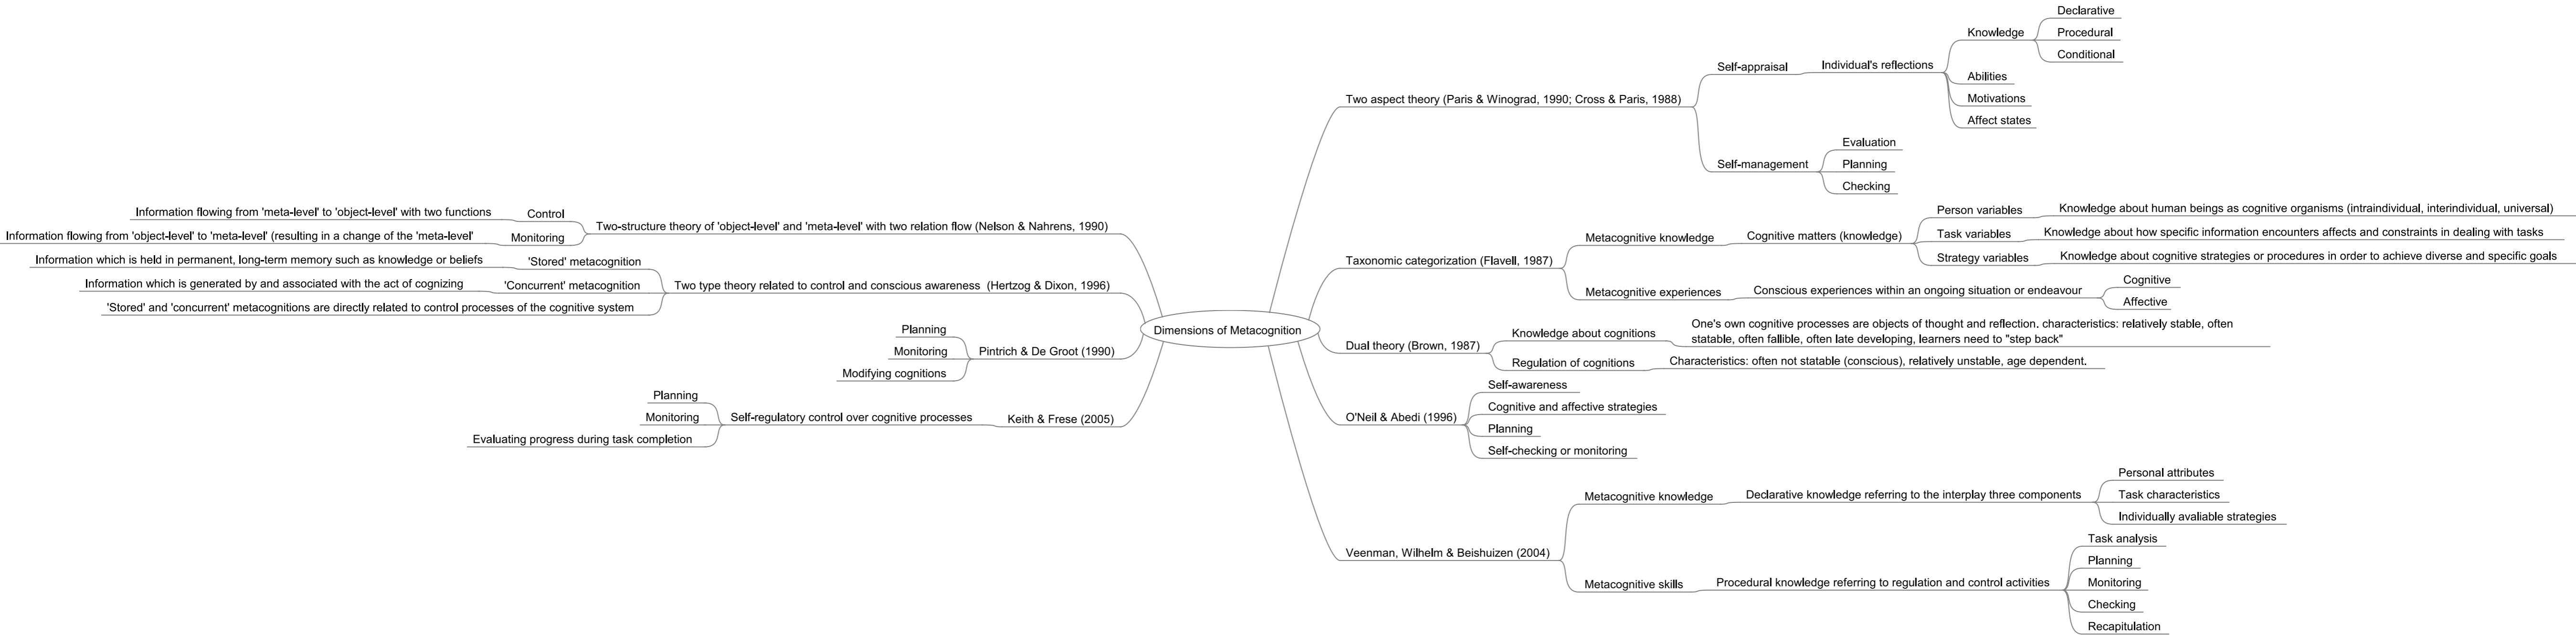 Dimensions of Metacognition
Two aspect theory (Paris & Winograd, 1990; Cross & Paris, 1988)
Self-appraisal
Individual's reflections
Knowledge
Declarative
Procedural
Conditional
Abilities
Motivations
Affect states
Self-management
Evaluation
Planning
Checking
Taxonomic categorization (Flavell, 1987)
Metacognitive knowledge
Cognitive matters (knowledge)
Person variables
Knowledge about human beings as cognitive organisms (intraindividual, interindividual, universal)
Task variables
Knowledge about how specific information encounters affects and constraints in dealing with tasks
Strategy variables
Knowledge about cognitive strategies or procedures in order to achieve diverse and specific goals
Metacognitive experiences
Conscious experiences within an ongoing situation or endeavour
Cognitive
Affective
Dual theory (Brown, 1987)
Knowledge about cognitions
One's own cognitive processes are objects of thought and reflection. characteristics: relatively stable, often
statable, often fallible, often late developing, learners need to "step back"
Regulation of cognitions
Characteristics: often not statable (conscious), relatively unstable, age dependent.
O'Neil & Abedi (1996)
Self-awareness
Cognitive and affective strategies
Planning
Self-checking or monitoring
Veenman, Wilhelm & Beishuizen (2004)
Metacognitive knowledge
Declarative knowledge referring to the interplay three components
Personal attributes
Task characteristics
Individually avaliable strategies
Metacognitive skills
Procedural knowledge referring to regulation and control activities
Task analysis
Planning
Monitoring
Checking
Recapitulation
Two-structure theory of 'object-level' and 'meta-level' with two relation flow (Nelson & Nahrens, 1990)
Control
Information flowing from 'meta-level' to 'object-level' with two functions
Monitoring
Information flowing from 'object-level' to 'meta-level' (resulting in a change of the 'meta-level'
Two type theory related to control and conscious awareness (Hertzog & Dixon, 1996)
'Stored' metacognition
Information which is held in permanent, long-term memory such as knowledge or beliefs
'Concurrent' metacognition
Information which is generated by and associated with the act of cognizing
'Stored' and 'concurrent' metacognitions are directly related to control processes of the cognitive system
Pintrich & De Groot (1990)
Planning
Monitoring
Modifying cognitions
Keith & Frese (2005)
Self-regulatory control over cognitive processes
Planning
Monitoring
Evaluating progress during task completion